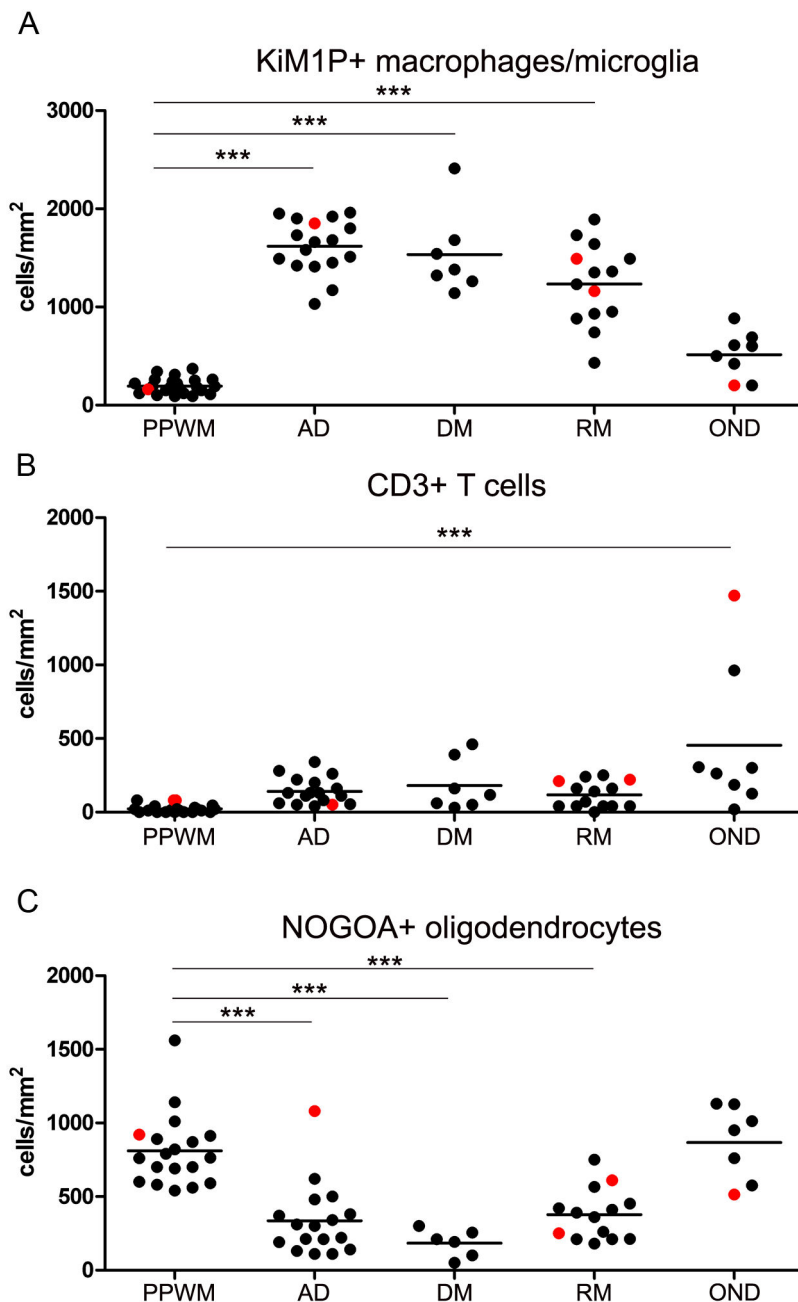 A
KiM1P+ macrophages/microglia
***
***
***
3000
2000
1000
0
cells/mm²
PPWM AD DM RM OND
B
CD3+ T cells
***
2000
1500
1000
500
0
cells/mm²
PPWM AD DM RM OND
C
NOGOA+ oligodendrocytes
***
***
***
2000
1500
1000
500
0
cells/mm²
PPWM AD DM RM OND